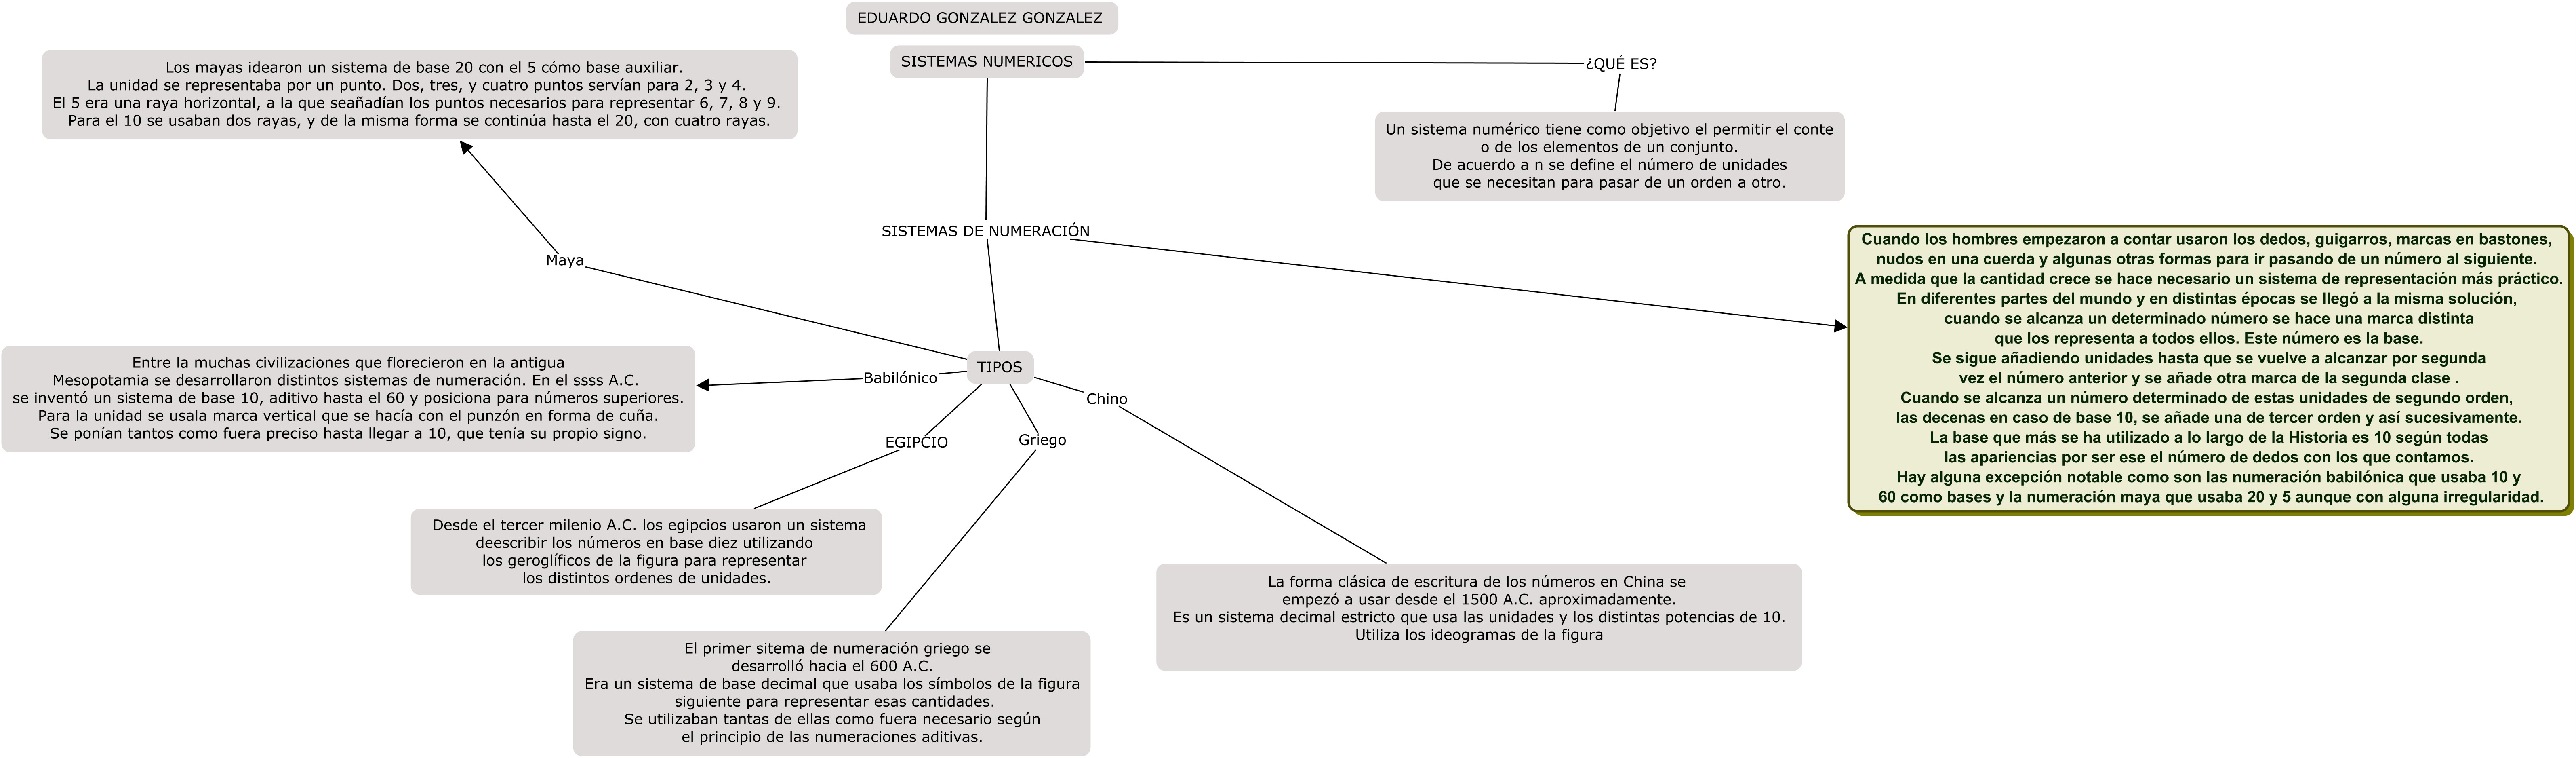 EDUARDO GONZALEZ GONZALEZ
SISTEMAS NUMERICOS
¿QUÉ ES?
Un sistema numérico tiene como objetivo el permitir el conte
o de los elementos de un conjunto.
De acuerdo a n se define el número de unidades
que se necesitan para pasar de un orden a otro.
SISTEMAS DE NUMERACIÓN
Cuando los hombres empezaron a contar usaron los dedos, guigarros, marcas en bastones,
nudos en una cuerda y algunas otras formas para ir pasando de un número al siguiente.
A medida que la cantidad crece se hace necesario un sistema de representación más práctico.
En diferentes partes del mundo y en distintas épocas se llegó a la misma solución,
cuando se alcanza un determinado número se hace una marca distinta
que los representa a todos ellos. Este número es la base.
Se sigue añadiendo unidades hasta que se vuelve a alcanzar por segunda
vez el número anterior y se añade otra marca de la segunda clase .
Cuando se alcanza un número determinado de estas unidades de segundo orden,
las decenas en caso de base 10, se añade una de tercer orden y así sucesivamente.
La base que más se ha utilizado a lo largo de la Historia es 10 según todas
las apariencias por ser ese el número de dedos con los que contamos.
Hay alguna excepción notable como son las numeración babilónica que usaba 10 y
60 como bases y la numeración maya que usaba 20 y 5 aunque con alguna irregularidad.
TIPOS
Maya
Los mayas idearon un sistema de base 20 con el 5 cómo base auxiliar.
La unidad se representaba por un punto. Dos, tres, y cuatro puntos servían para 2, 3 y 4.
El 5 era una raya horizontal, a la que seañadían los puntos necesarios para representar 6, 7, 8 y 9.
Para el 10 se usaban dos rayas, y de la misma forma se continúa hasta el 20, con cuatro rayas.
Babilónico
Entre la muchas civilizaciones que florecieron en la antigua
Mesopotamia se desarrollaron distintos sistemas de numeración. En el ssss A.C.
se inventó un sistema de base 10, aditivo hasta el 60 y posiciona para números superiores.
Para la unidad se usala marca vertical que se hacía con el punzón en forma de cuña.
Se ponían tantos como fuera preciso hasta llegar a 10, que tenía su propio signo.
EGIPCIO
Desde el tercer milenio A.C. los egipcios usaron un sistema
deescribir los números en base diez utilizando
los geroglíficos de la figura para representar
los distintos ordenes de unidades.
Griego
El primer sitema de numeración griego se
desarrolló hacia el 600 A.C.
Era un sistema de base decimal que usaba los símbolos de la figura
siguiente para representar esas cantidades.
Se utilizaban tantas de ellas como fuera necesario según
el principio de las numeraciones aditivas.
Chino
La forma clásica de escritura de los números en China se
empezó a usar desde el 1500 A.C. aproximadamente.
Es un sistema decimal estricto que usa las unidades y los distintas potencias de 10.
Utiliza los ideogramas de la figura